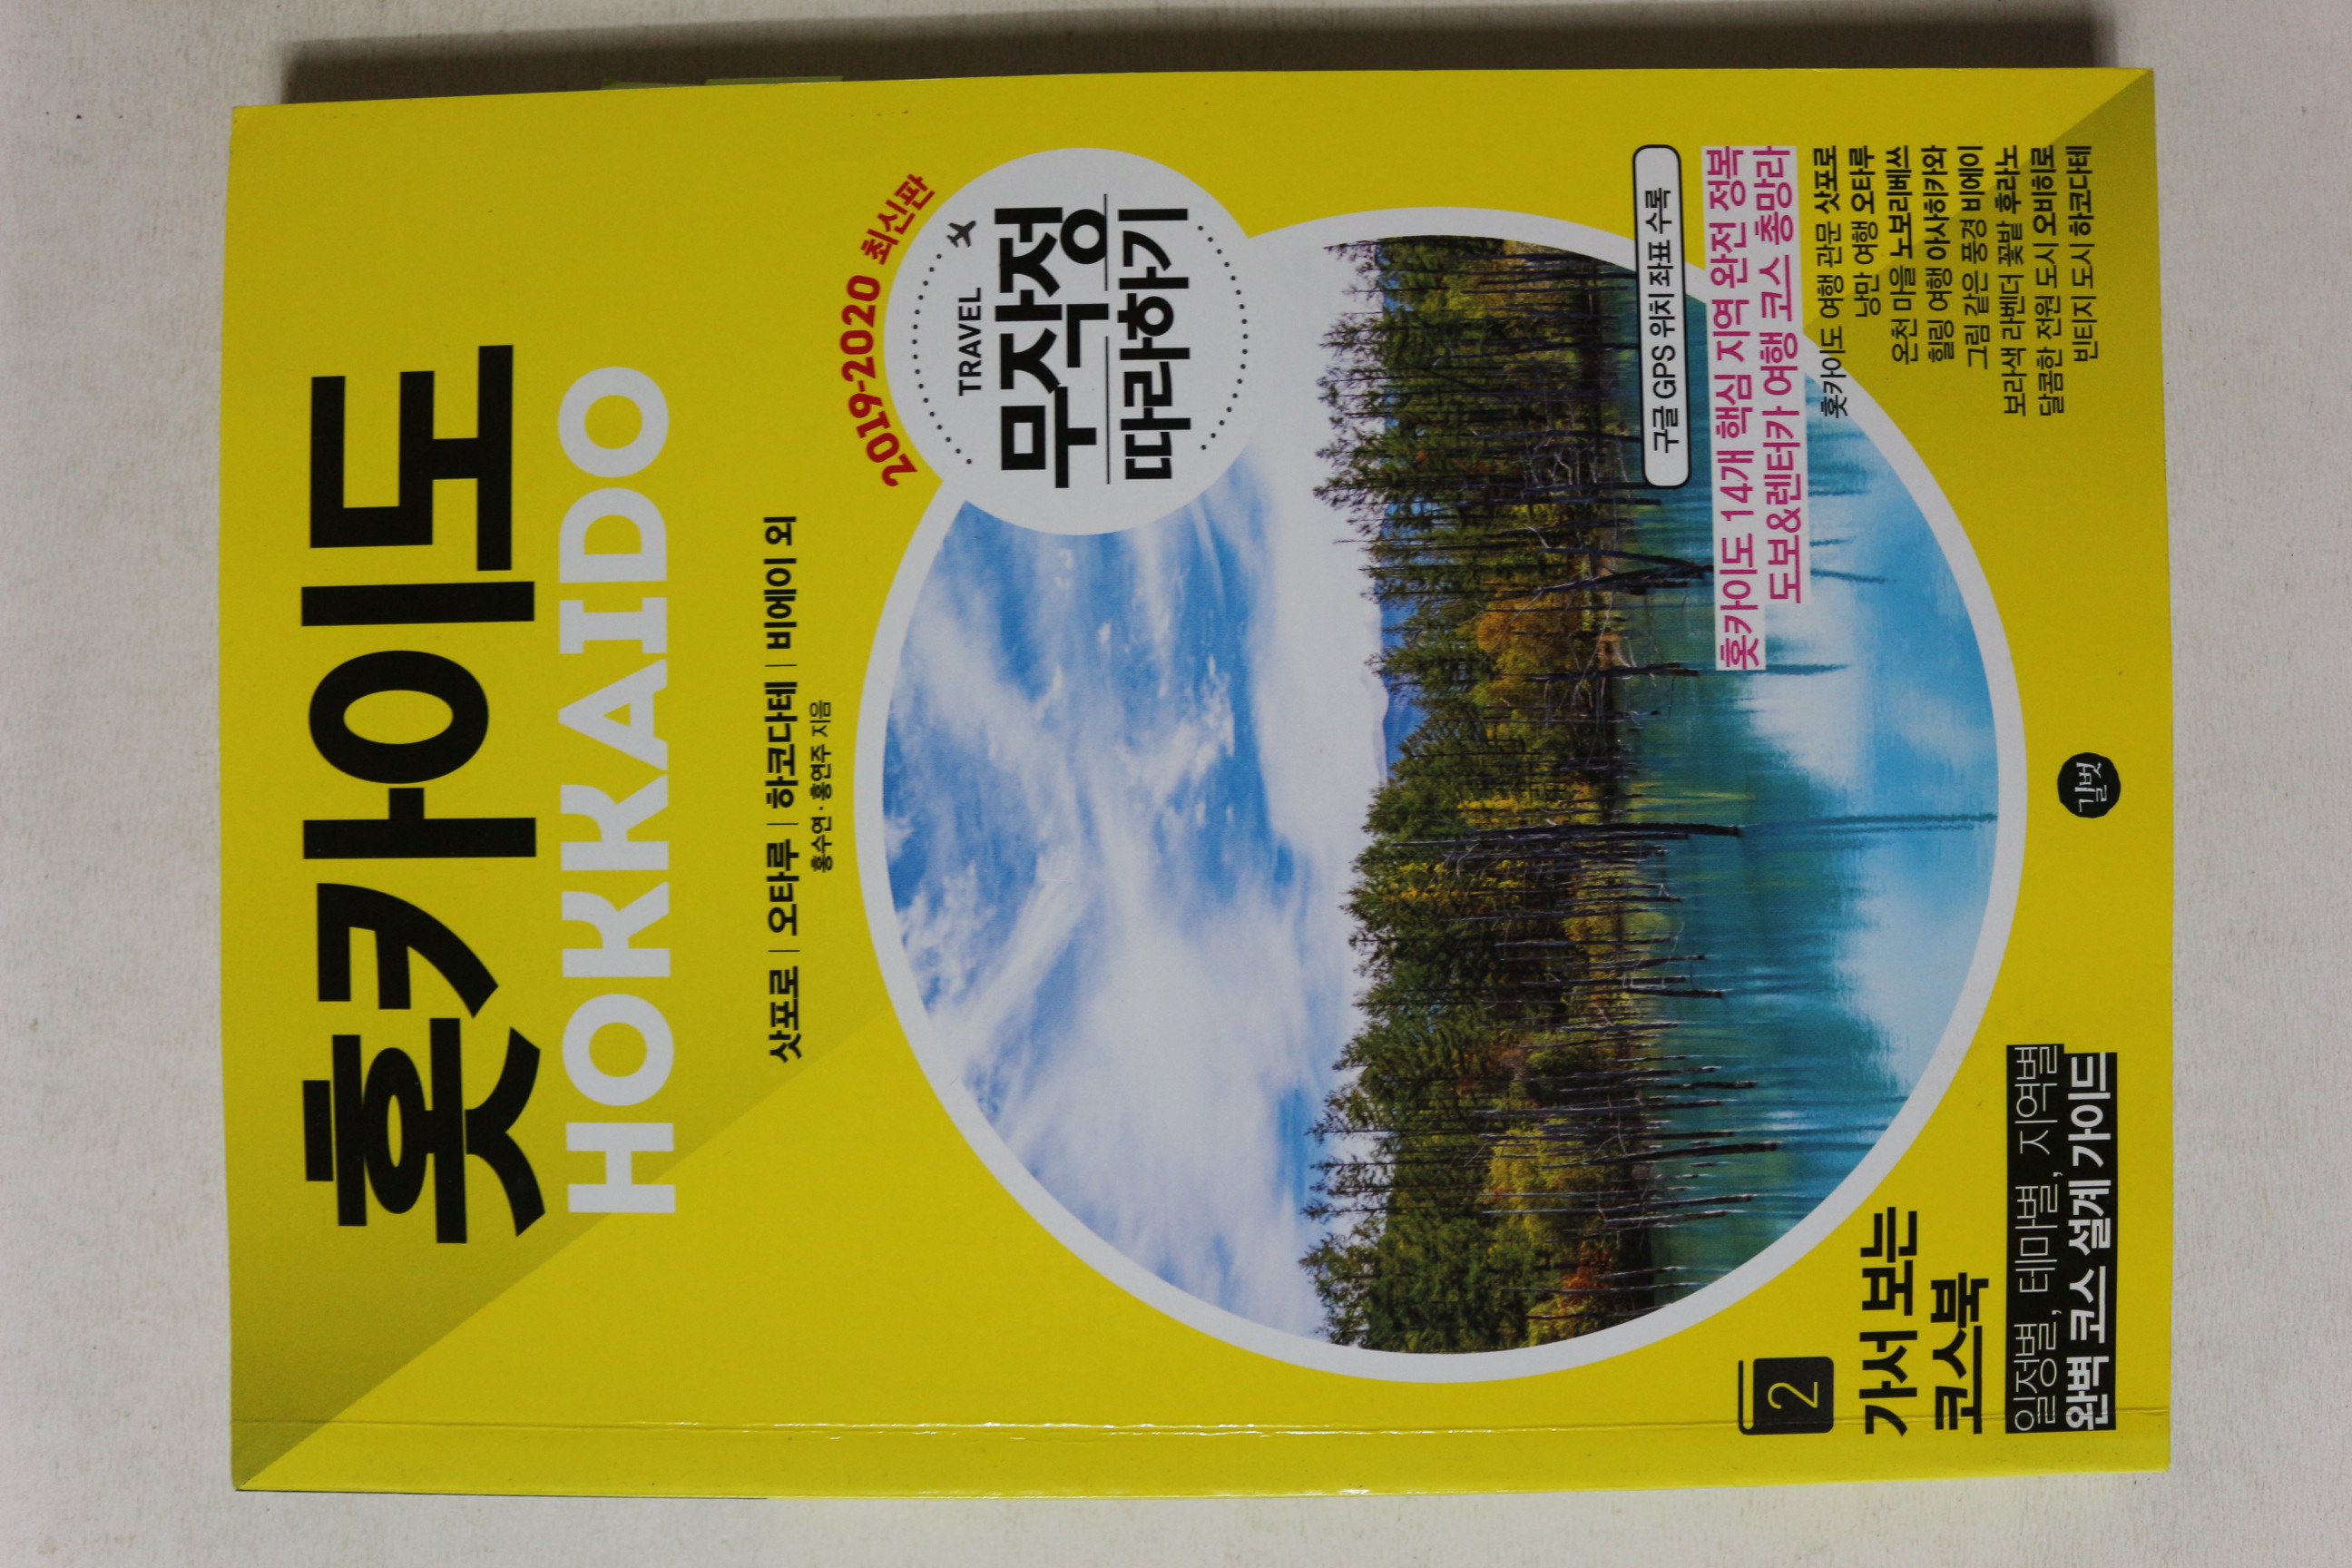 홋카이도
HOKKAIDO
삿포로 | 오타루 | 하코다테 | 비에이 외
홍수연 · 홍연주 지음
2019-2020 최신판
TRAVEL
무작정
따라하기
구글 GPS 위치 좌표 수록
홋카이도 14개 핵심 지역 완전 정복
도보&렌터카 여행 코스 총망라
홋카이도 여행 관문 삿포로
낭만 여행 오타루
온천 마을 노보리베쓰
힐링 여행 아사히카와
그림 같은 풍경 비에이
보라색 라벤더 꽃밭 후라노
달콤한 전원 도시 오비히로
빈티지 도시 하코다테
2
가서 보는
코스북
일정별, 테마별, 지역별
완벽 코스 설계 가이드
길벗